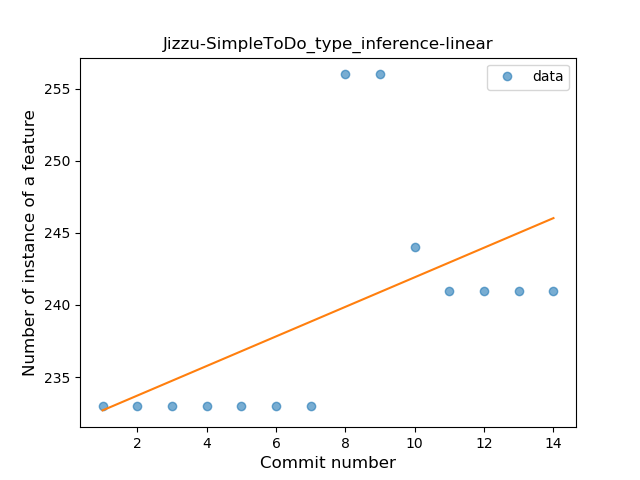 Jizzu-SimpleToDo_type_inference-linear
data
Number of instance of a feature
255
250
245
240
235
2 4 6 8 10 12 14
Commit number